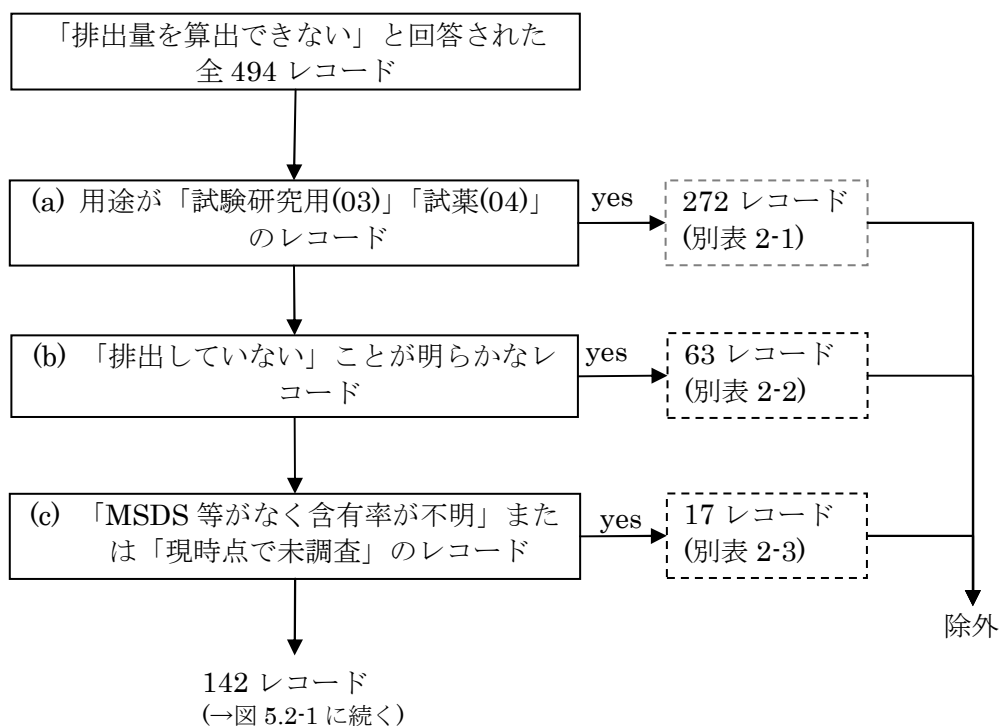 「排出量を算出できない」と回答された
全 494 レコード
(a) 用途が「試験研究用(03)」「試薬(04)」
のレコード
yes
272 レコード
(別表 2-1)
(b) 「排出していない」ことが明らかなレ
コード
yes
63 レコード
(別表 2-2)
(c) 「MSDS 等がなく含有率が不明」また
は「現時点で未調査」のレコード
yes
17 レコード
(別表 2-3)
除外
142 レコード
(→図 5.2-1 に続く)